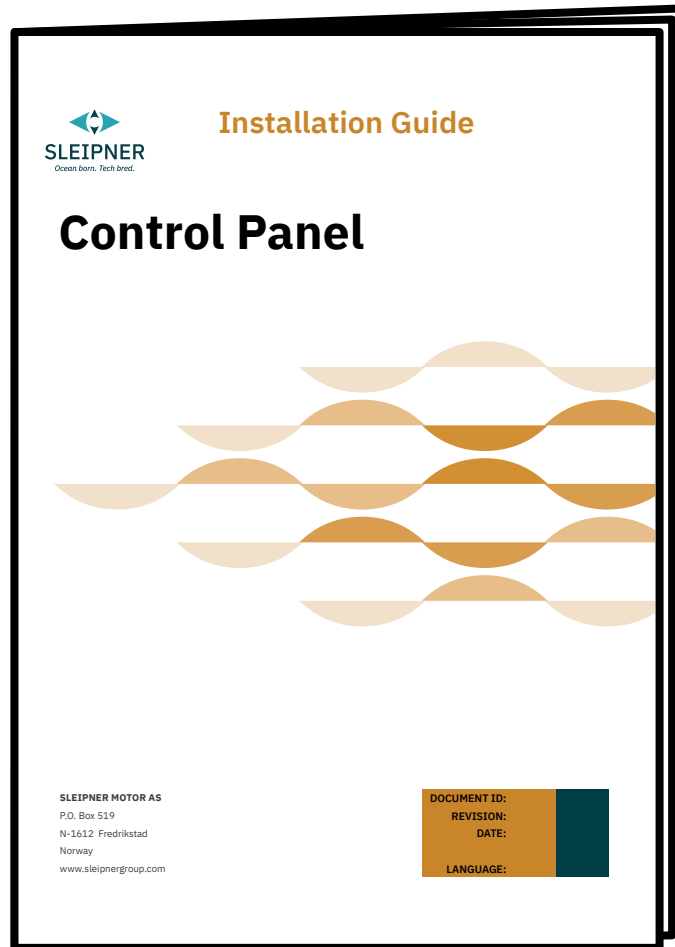 Installation Guide
SLEIPNER
Ocean born. Tech bred.
Control Panel
SLEIPNER MOTOR AS
P.O. Box 519
N-1612 Fredrikstad
Norway
www.sleipnergroup.com
DOCUMENT ID:
REVISION:
DATE:
LANGUAGE: